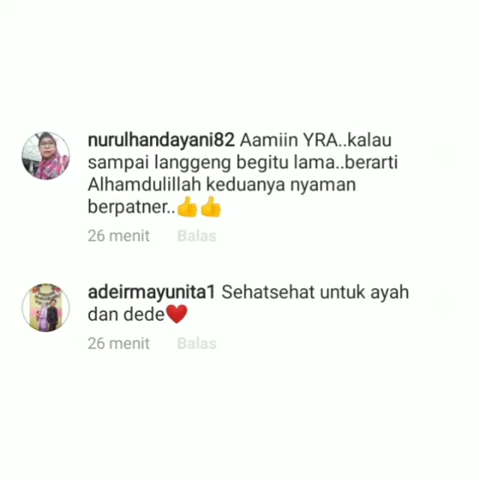 nurulhandayani82 Aamiin YRA..kalau
sampai langgeng begitu lama..berarti
Alhamdulillah keduanya nyaman
berpatner..👍👍
26 menit Balas
adeirmayunita1 Sehatsehat untuk ayah
dan dede❤️
26 menit Balas